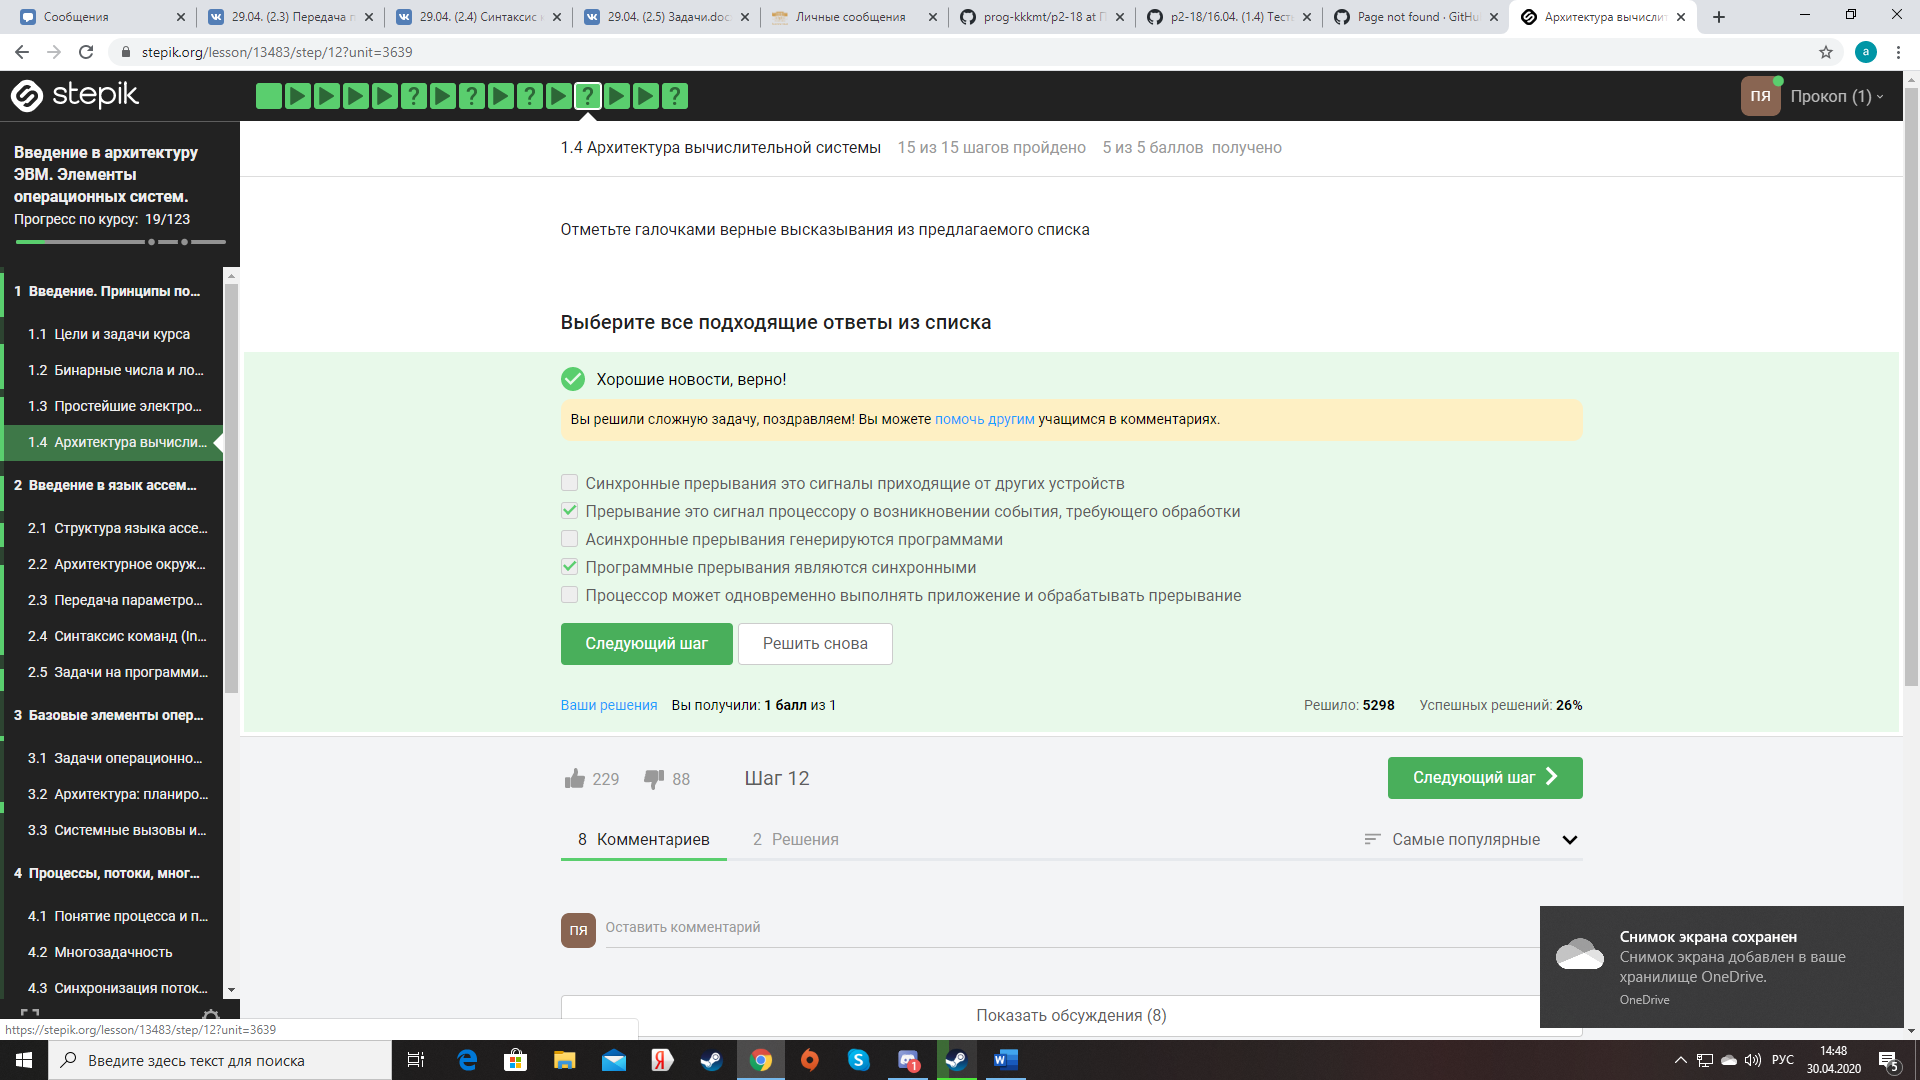 Сообщения
29.04. (2.3) Передача п
29.04. (2.4) Синтаксис
29.04. (2.5) Задачи.doc
Личные сообщения
prog-kkkmt/p2-18 at
p2-18/16.04. (1.4) Тест
Page not found · GitHu
Архитектура вычислит
stepik.org/lesson/13483/step/12?unit=3639
a
stepik
? ? ? ? ?
ПЯ
Прокоп (1)
Введение в архитектуру
ЭВМ. Элементы
операционных систем.
Прогресс по курсу: 19/123
1 Введение. Принципы по...
1.1 Цели и задачи курса
1.2 Бинарные числа и ло...
1.3 Простейшие электро...
1.4 Архитектура вычисли...
2 Введение в язык ассем...
2.1 Структура языка ассе...
2.2 Архитектурное окруж...
2.3 Передача параметро...
2.4 Синтаксис команд (In...
2.5 Задачи на программи...
3 Базовые элементы опер...
3.1 Задачи операционно...
3.2 Архитектура: планиро...
3.3 Системные вызовы и...
4 Процессы, потоки, мног...
4.1 Понятие процесса и п...
4.2 Многозадачность
4.3 Синхронизация поток...
1.4 Архитектура вычислительной системы 15 из 15 шагов пройдено 5 из 5 баллов получено
Отметьте галочками верные высказывания из предлагаемого списка
Выберите все подходящие ответы из списка
Хорошие новости, верно!
Вы решили сложную задачу, поздравляем! Вы можете помочь другим учащимся в комментариях.
Синхронные прерывания это сигналы приходящие от других устройств
Прерывание это сигнал процессору о возникновении события, требующего обработки
Асинхронные прерывания генерируются программами
Программные прерывания являются синхронными
Процессор может одновременно выполнять приложение и обрабатывать прерывание
Следующий шаг
Решить снова
Ваши решения Вы получили: 1 балл из 1
Решило: 5298 Успешных решений: 26%
229 88 Шаг 12
Следующий шаг
8 Комментариев 2 Решения
Самые популярные
ПЯ Оставить комментарий
Показать обсуждения (8)
Снимок экрана сохранен
Снимок экрана добавлен в ваше
хранилище OneDrive.
OneDrive
https://stepik.org/lesson/13483/step/12?unit=3639
Введите здесь текст для поиска
1
РУС
14:48
30.04.2020
5